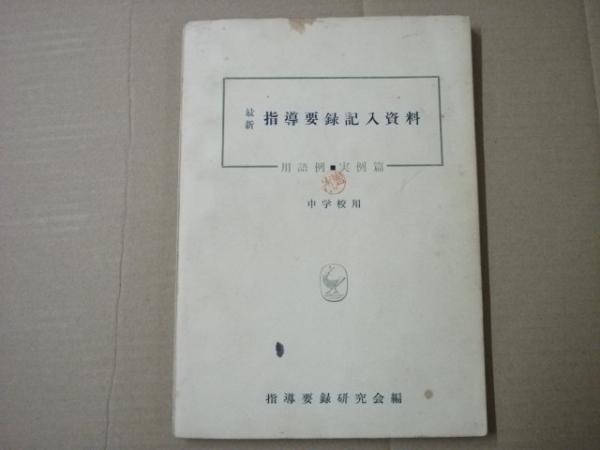 最新 指導要録記入資料
用語例■実例篇
中学校用
指導要録研究会編